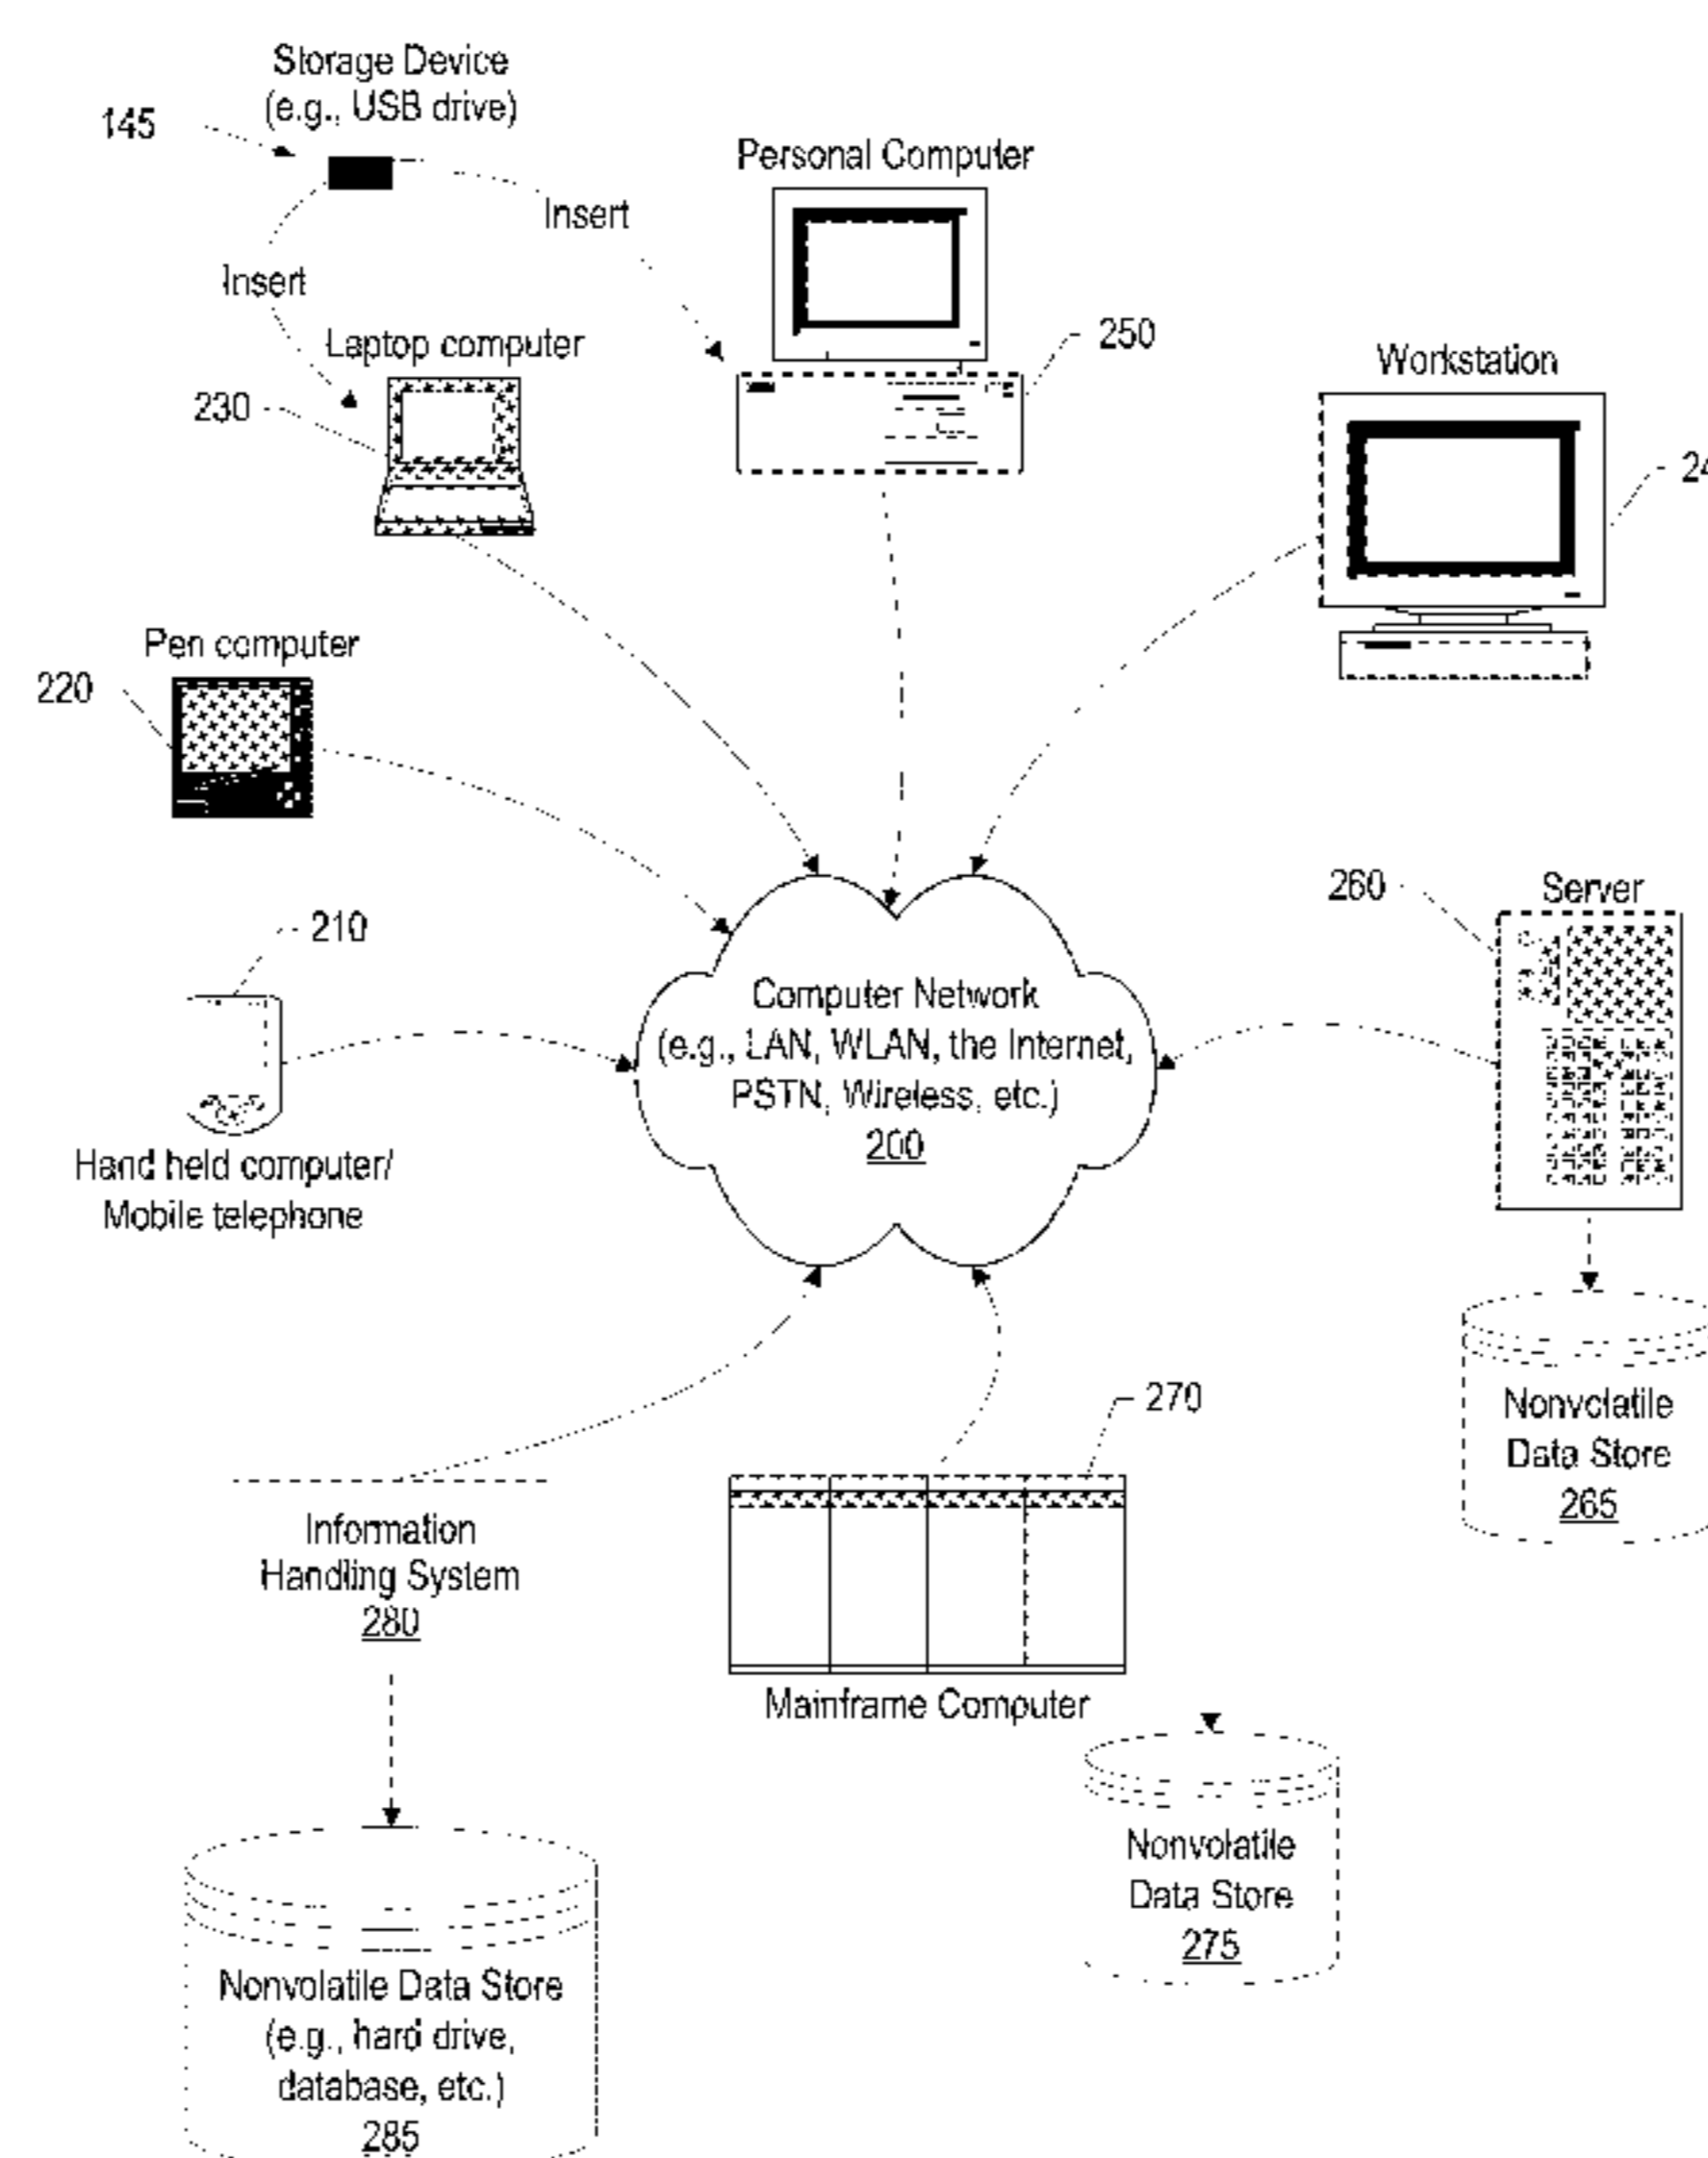 Storage Device
(e.g., USB drive)
145
Insert
Insert
Personal Computer
250
Laptop computer
230
Workstation
Pen computer
220
210
Hand held computer/
Mobile telephone
Computer Network
(e.g., LAN, WLAN, the Internet,
PSTN, Wireless, etc.)
200
260
Server
Nonvolatile
Data Store
265
270
Mainframe Computer
Information
Handling System
280
Nonvolatile
Data Store
275
Nonvolatile Data Store
(e.g., hard drive,
database, etc.)
285